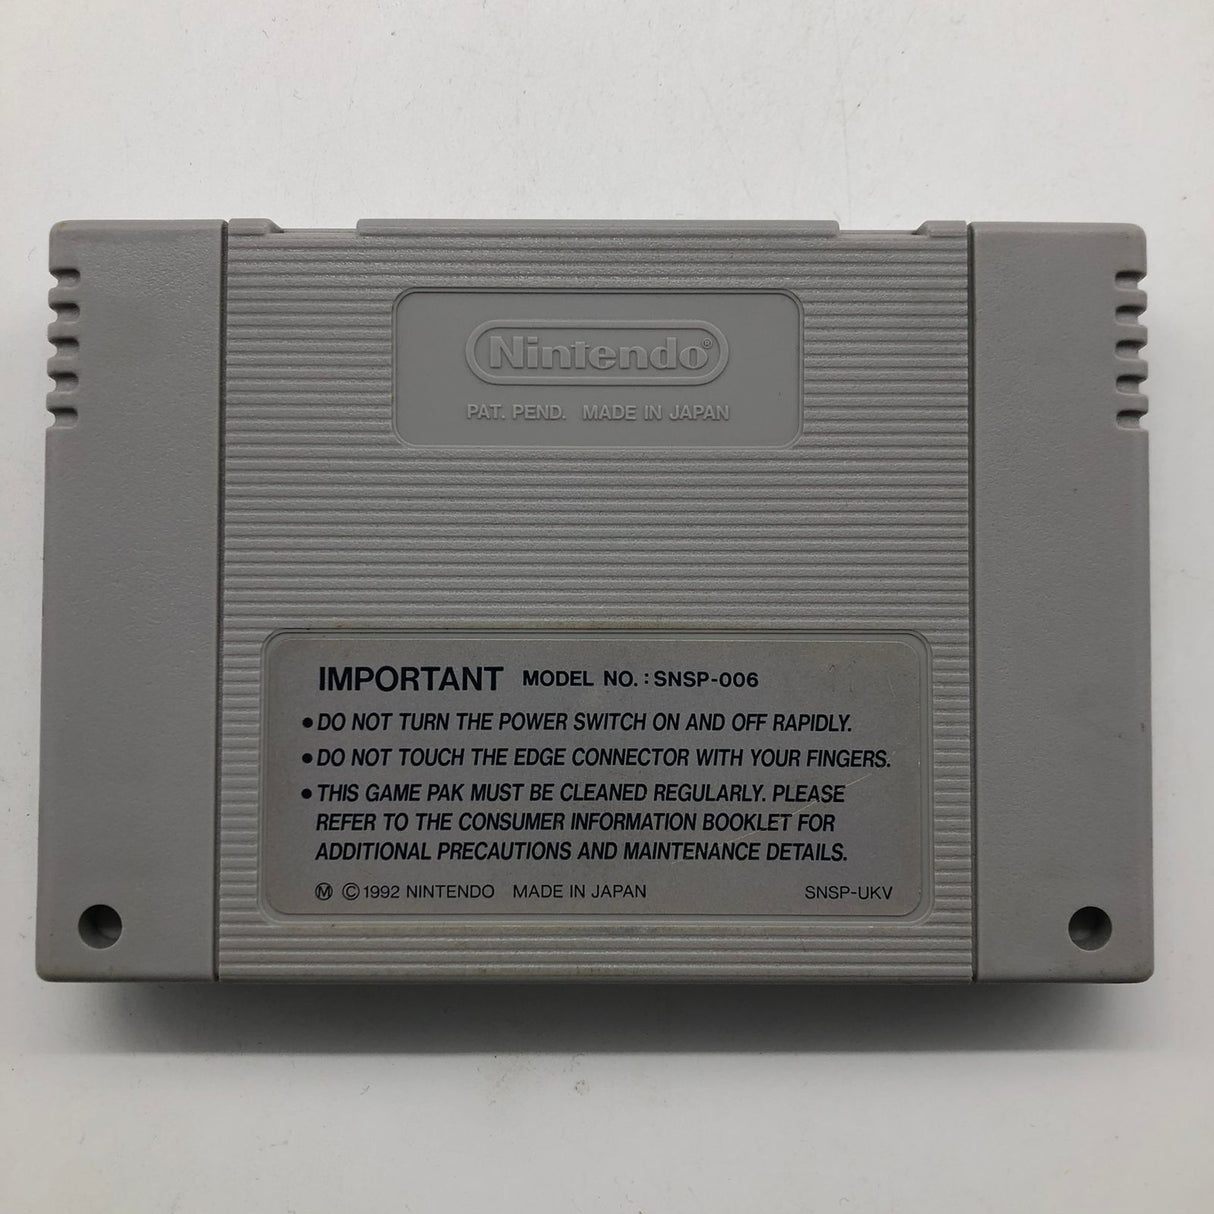 Nintendo®
PAT. PEND. MADE IN JAPAN
IMPORTANT MODEL NO. : SNSP-006
● DO NOT TURN THE POWER SWITCH ON AND OFF RAPIDLY.
● DO NOT TOUCH THE EDGE CONNECTOR WITH YOUR FINGERS.
● THIS GAME PAK MUST BE CLEANED REGULARLY. PLEASE
REFER TO THE CONSUMER INFORMATION BOOKLET FOR
ADDITIONAL PRECAUTIONS AND MAINTENANCE DETAILS.
Ⓜ © 1992 NINTENDO MADE IN JAPAN SNSP-UKV